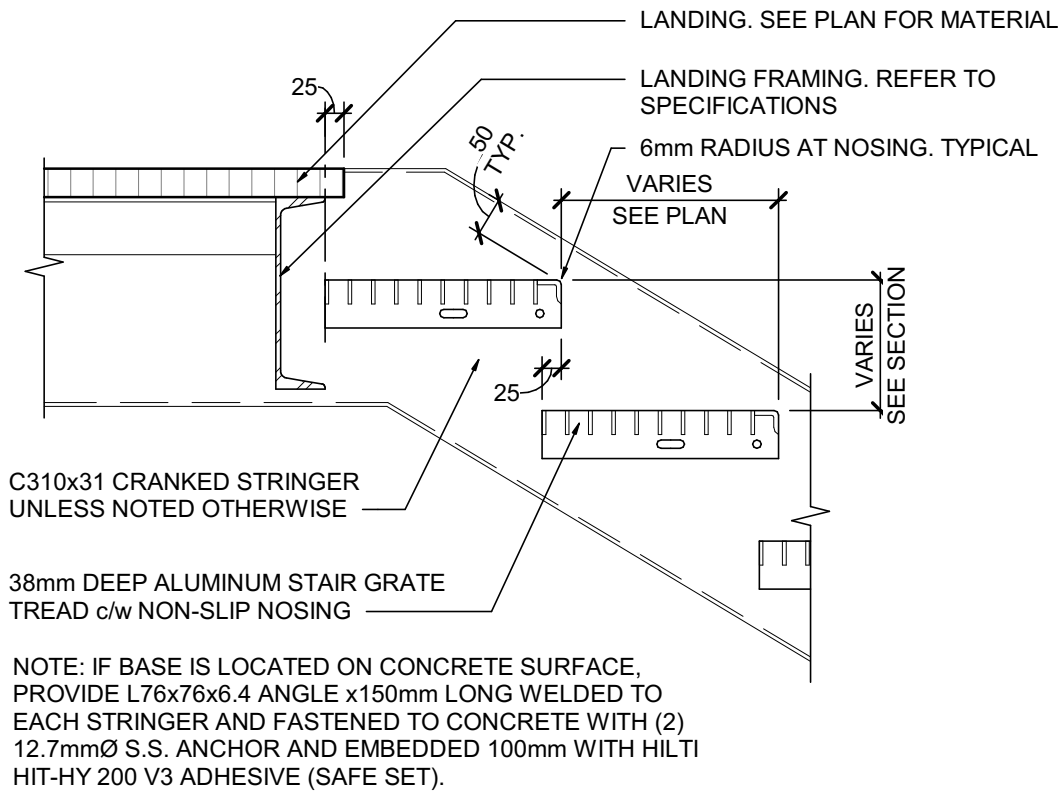 LANDING. SEE PLAN FOR MATERIAL
LANDING FRAMING. REFER TO
SPECIFICATIONS
25
50
TYP.
6mm RADIUS AT NOSING. TYPICAL
VARIES
SEE PLAN
VARIES
SEE SECTION
25
C310x31 CRANKED STRINGER
UNLESS NOTED OTHERWISE
38mm DEEP ALUMINUM STAIR GRATE
TREAD c/w NON-SLIP NOSING
NOTE: IF BASE IS LOCATED ON CONCRETE SURFACE,
PROVIDE L76x76x6.4 ANGLE x150mm LONG WELDED TO
EACH STRINGER AND FASTENED TO CONCRETE WITH (2)
12.7mmØ S.S. ANCHOR AND EMBEDDED 100mm WITH HILTI
HIT-HY 200 V3 ADHESIVE (SAFE SET).